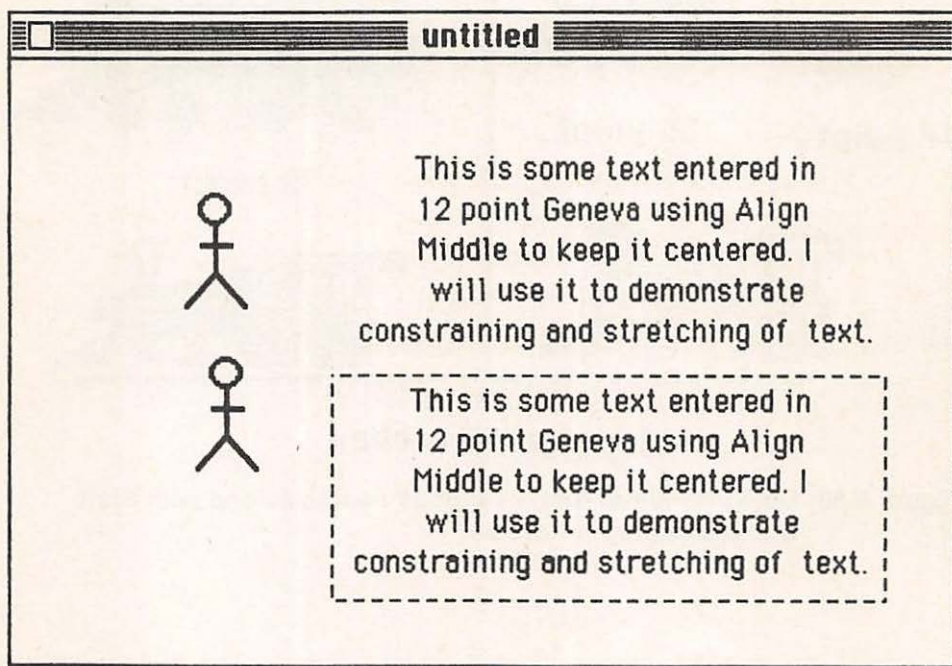 untitled
This is some text entered in
12 point Geneva using Align
Middle to keep it centered. I
will use it to demonstrate
constraining and stretching of  text.
This is some text entered in
12 point Geneva using Align
Middle to keep it centered. I
will use it to demonstrate
constraining and stretching of  text.